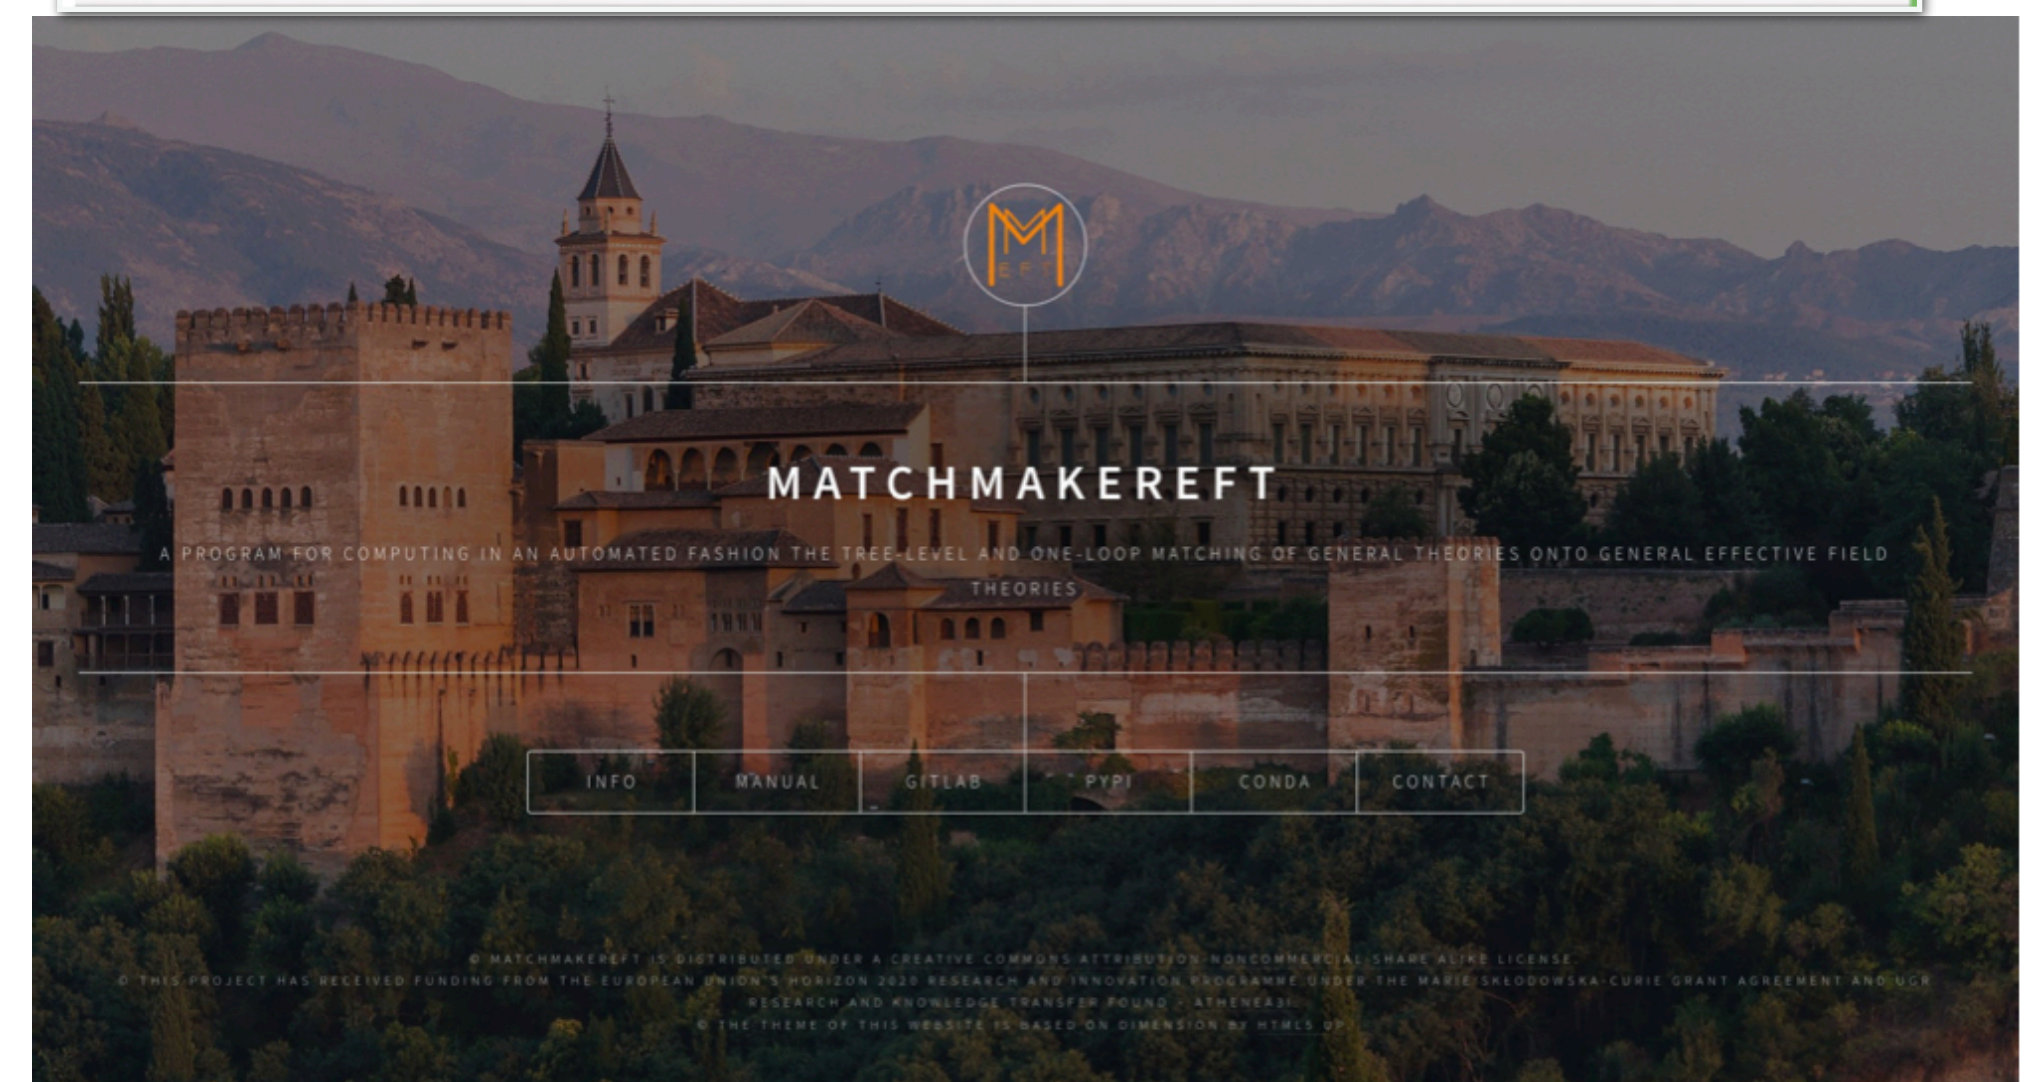 M
EFT
MATCHMAKEREFT
A PROGRAM FOR COMPUTING IN AN AUTOMATED FASHION THE TREE-LEVEL AND ONE-LOOP MATCHING OF GENERAL THEORIES ONTO GENERAL EFFECTIVE FIELD
THEORIES
INFO MANUAL GITLAB PYPI CONDA CONTACT
© MATCHMAKEREFT IS DISTRIBUTED UNDER A CREATIVE COMMONS ATTRIBUTION-NONCOMMERCIAL-SHARE ALIKE LICENSE
© THIS PROJECT HAS RECEIVED FUNDING FROM THE EUROPEAN UNION'S HORIZON 2020 RESEARCH AND INNOVATION PROGRAMME UNDER THE MARIE SKŁODOWSKA-CURIE GRANT AGREEMENT AND UGR
RESEARCH AND KNOWLEDGE TRANSFER FOUND - ATHENEA3I
© THE THEME OF THIS WEBSITE IS BASED ON DIMENSION BY HTML5 UP.